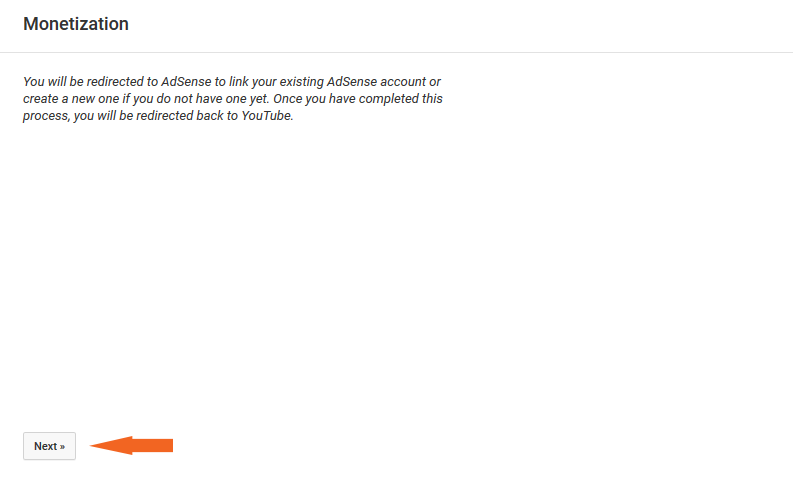 Monetization
You will be redirected to AdSense to link your existing AdSense account or
create a new one if you do not have one yet. Once you have completed this
process, you will be redirected back to YouTube.
Next »